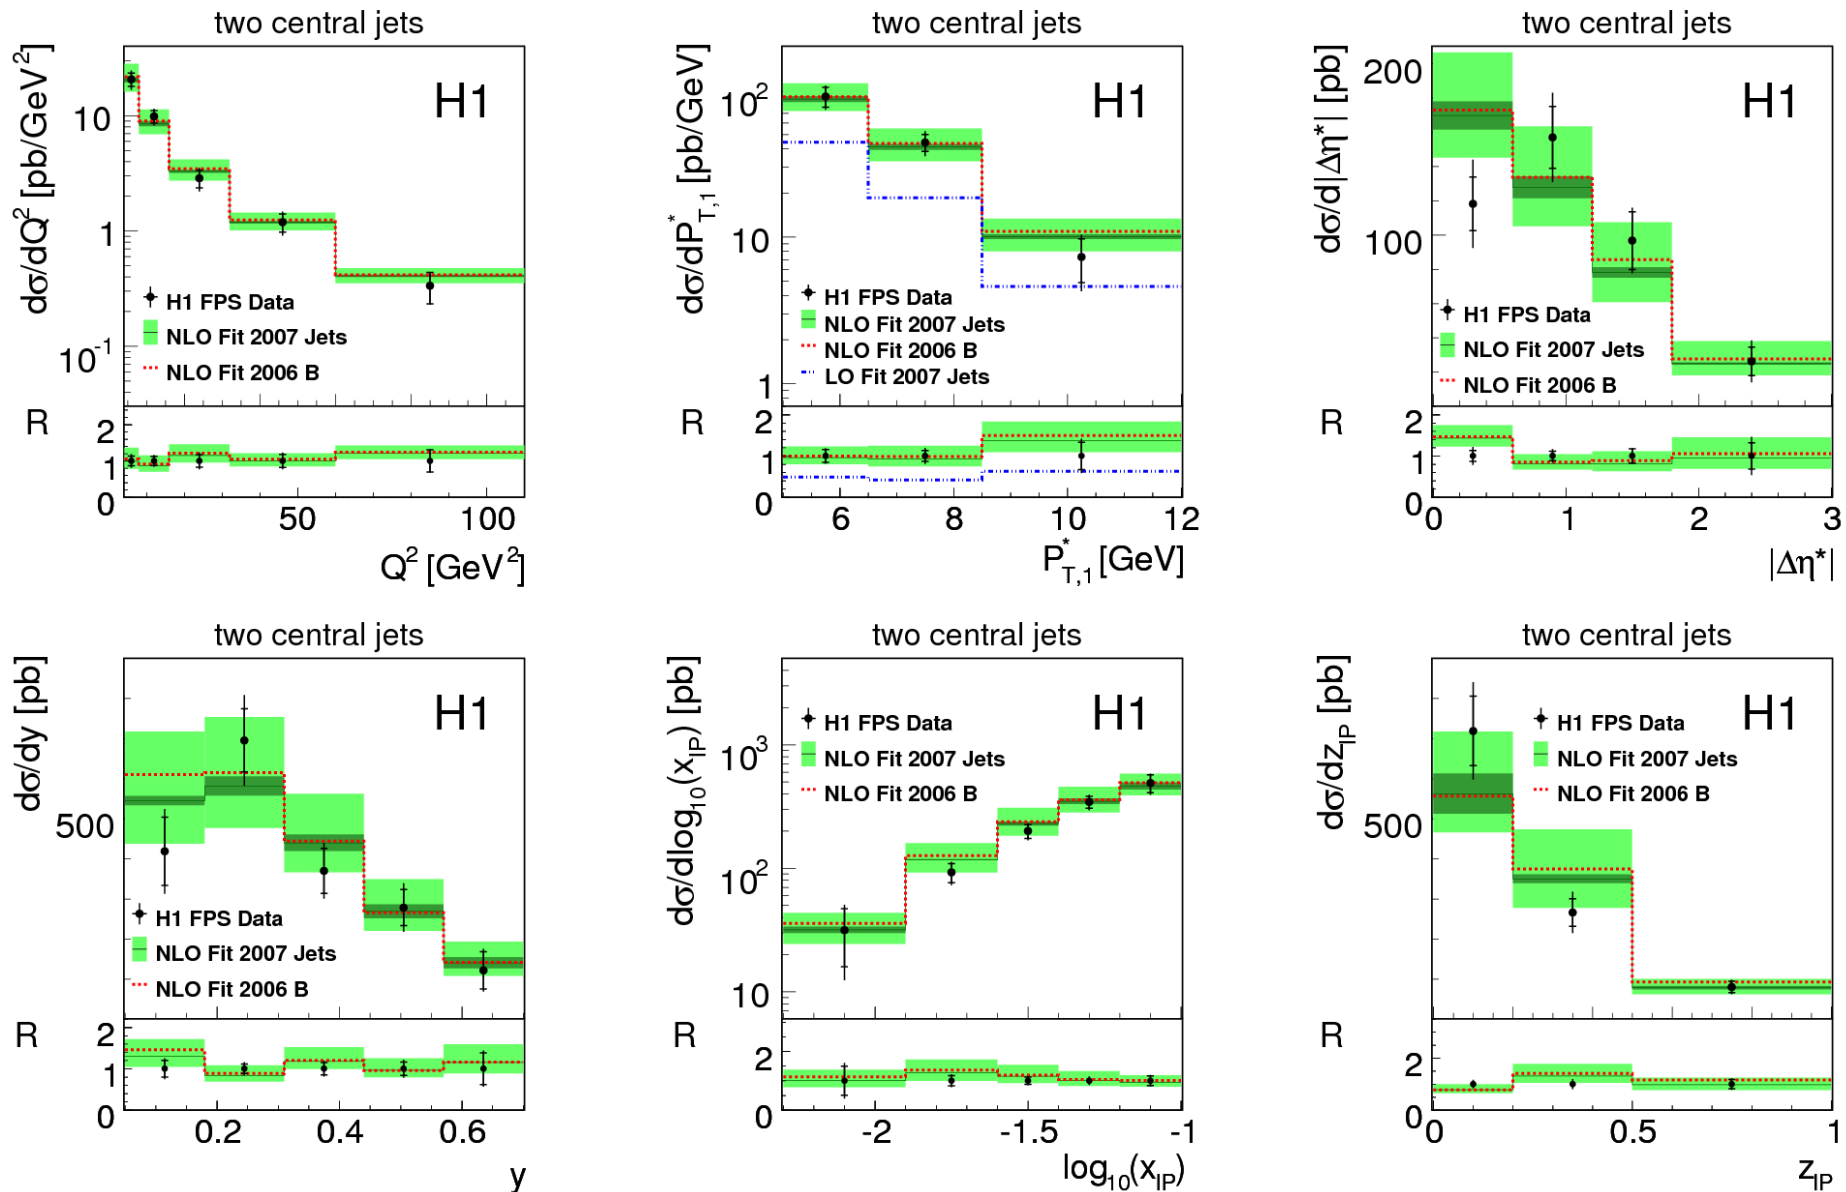 two central jets
dσ/dQ² [pb/GeV²]
H1
10
1
10⁻¹
H1 FPS Data
NLO Fit 2007 Jets
NLO Fit 2006 B
R
2
1
0
50 100
Q² [GeV²]
two central jets
dσ/dP*T,1 [pb/GeV]
H1
10²
10
1
H1 FPS Data
NLO Fit 2007 Jets
NLO Fit 2006 B
LO Fit 2007 Jets
R
2
1
0
6 8 10 12
P*T,1 [GeV]
two central jets
dσ/d|Δη*| [pb]
H1
200
100
H1 FPS Data
NLO Fit 2007 Jets
NLO Fit 2006 B
R
2
1
0
0 1 2 3
|Δη*|
two central jets
dσ/dy [pb]
H1
500
H1 FPS Data
NLO Fit 2007 Jets
NLO Fit 2006 B
R
2
1
0
0.2 0.4 0.6
y
two central jets
dσ/dlog₁₀(xIP) [pb]
H1
10³
10²
10
H1 FPS Data
NLO Fit 2007 Jets
NLO Fit 2006 B
R
2
0
-2 -1.5 -1
log₁₀(xIP)
two central jets
dσ/dzIP [pb]
H1
500
H1 FPS Data
NLO Fit 2007 Jets
NLO Fit 2006 B
R
2
0
0 0.5 1
zIP